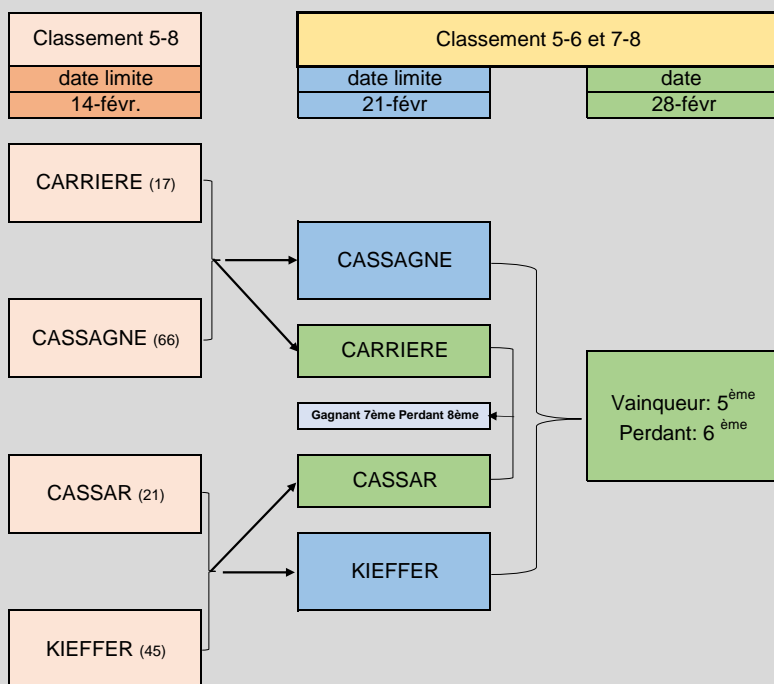 Classement 5-8
Classement 5-6 et 7-8
date limite
date limite
date
14-févr.
21-févr
28-févr
CARRIERE (17)
CASSAGNE
CASSAGNE (66)
CARRIERE
Gagnant 7ème Perdant 8ème
Vainqueur: 5ème
Perdant: 6 ème
CASSAR (21)
CASSAR
KIEFFER
KIEFFER (45)